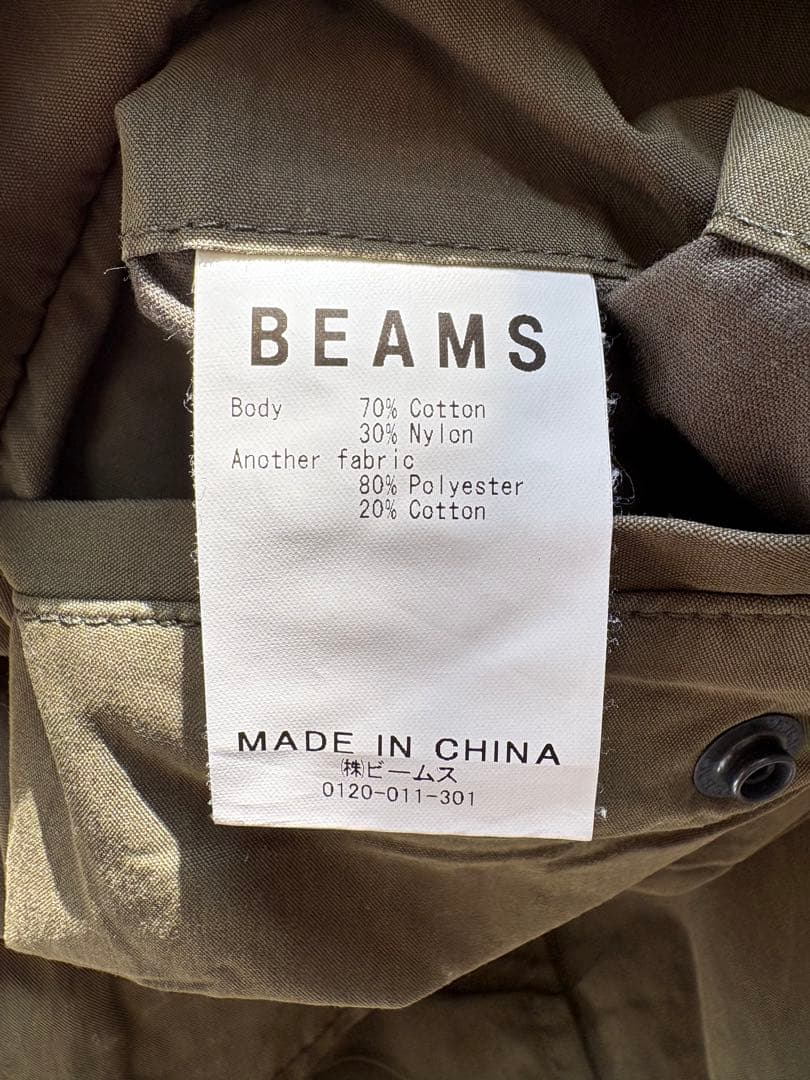 BEAMS
Body 70% Cotton
30% Nylon
Another fabric
80% Polyester
20% Cotton
MADE IN CHINA
㈱ビームス
0120-011-301